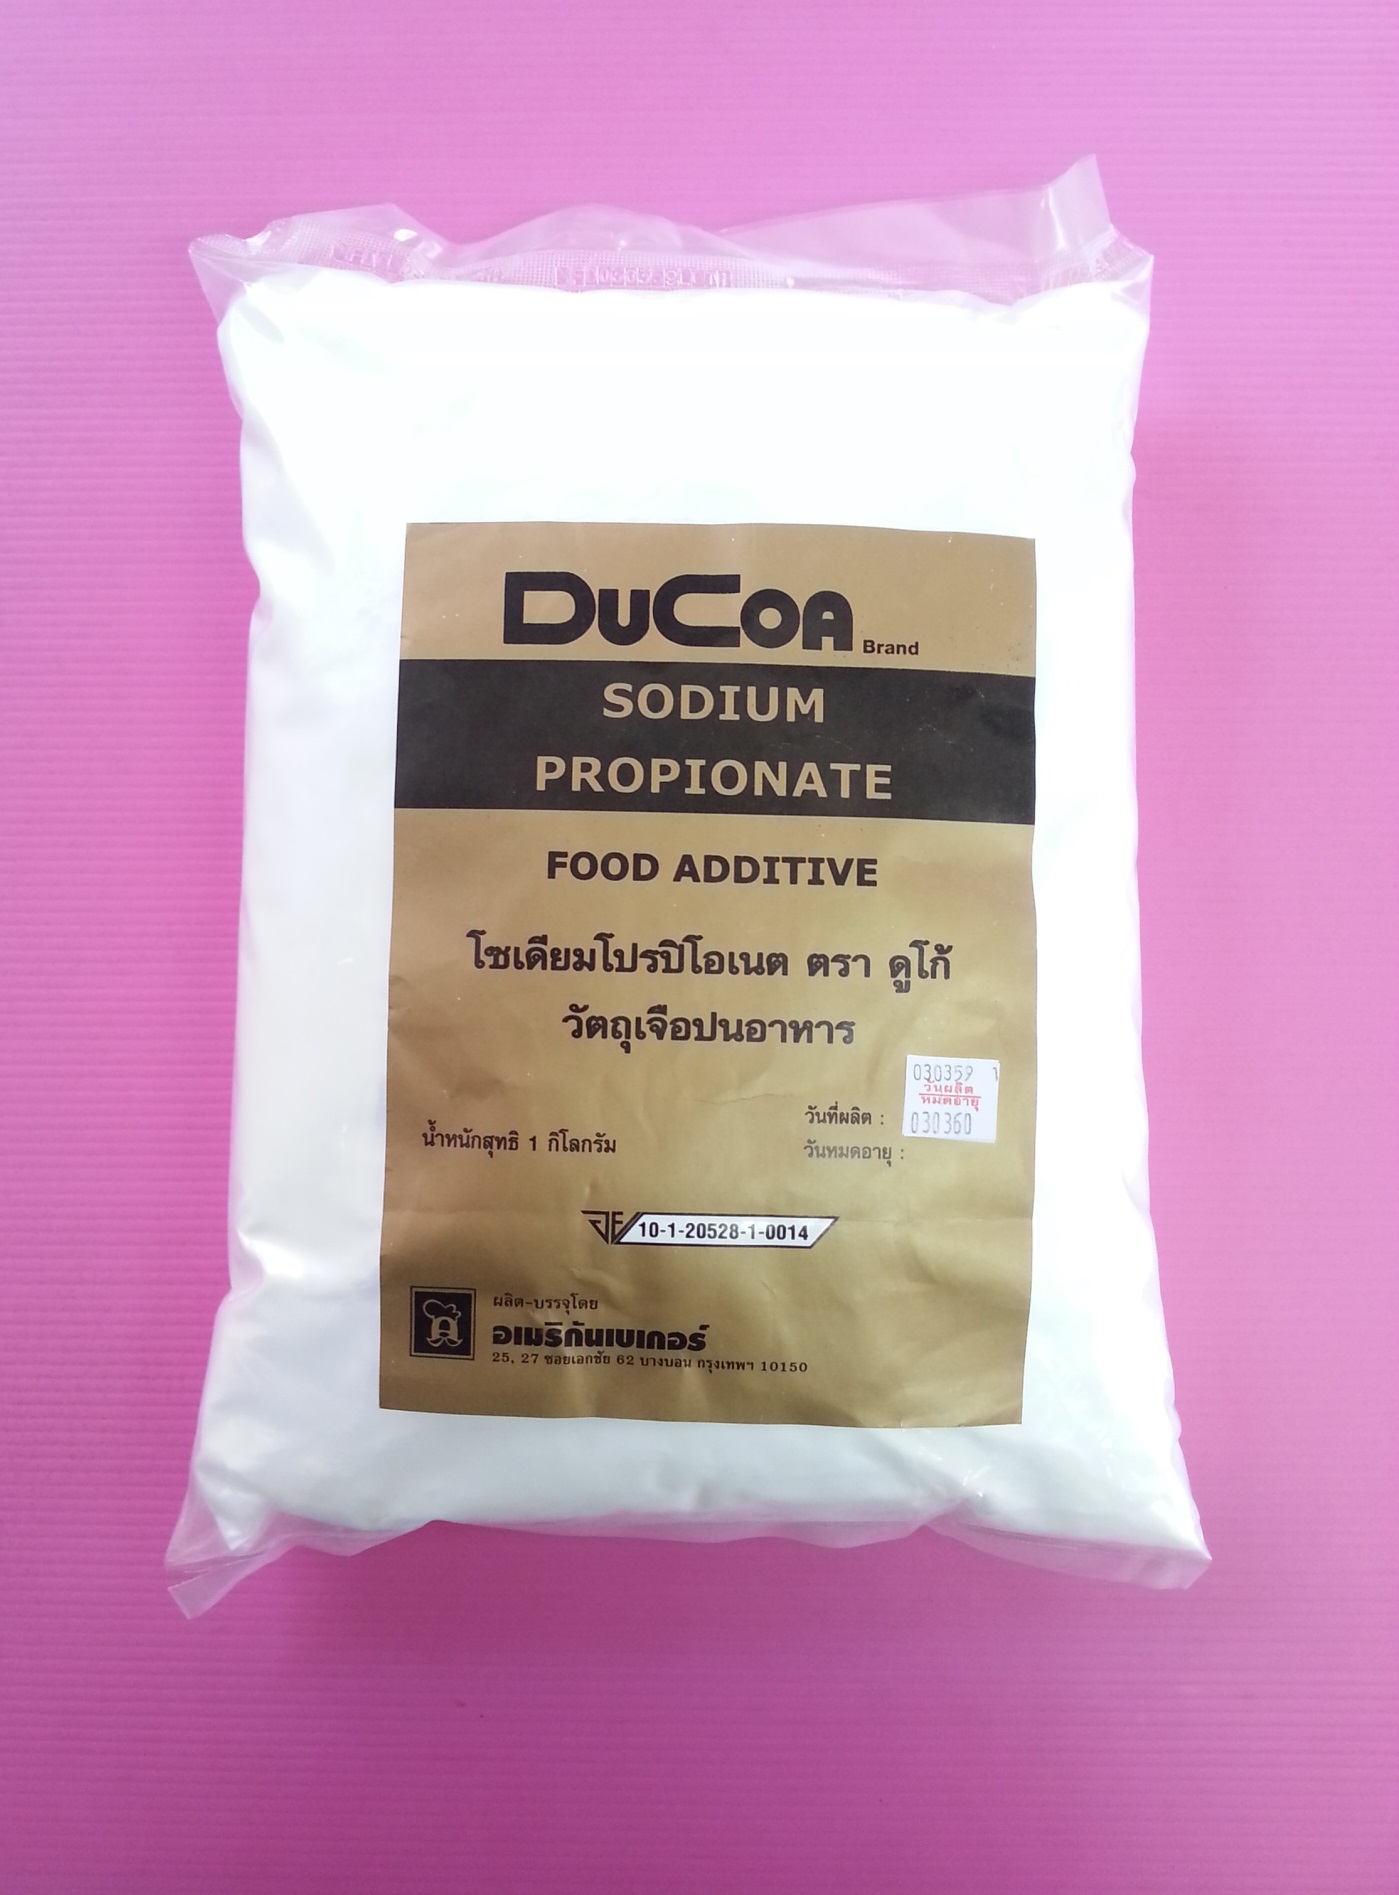 DUCOA Brand
SODIUM
PROPIONATE
FOOD ADDITIVE
โซเดียมโปรปิโอเนต ตรา ดูโก้
วัตถุเจือปนอาหาร
030359 1
วันผลิต
หมดอายุ
030360
วันที่ผลิต :
วันหมดอายุ :
น้ำหนักสุทธิ 1 กิโลกรัม
10-1-20528-1-0014
ผลิต-บรรจุโดย
อเมริกันเบเกอร์
25, 27 ซอยเอกชัย 62 บางบอน กรุงเทพฯ 10150